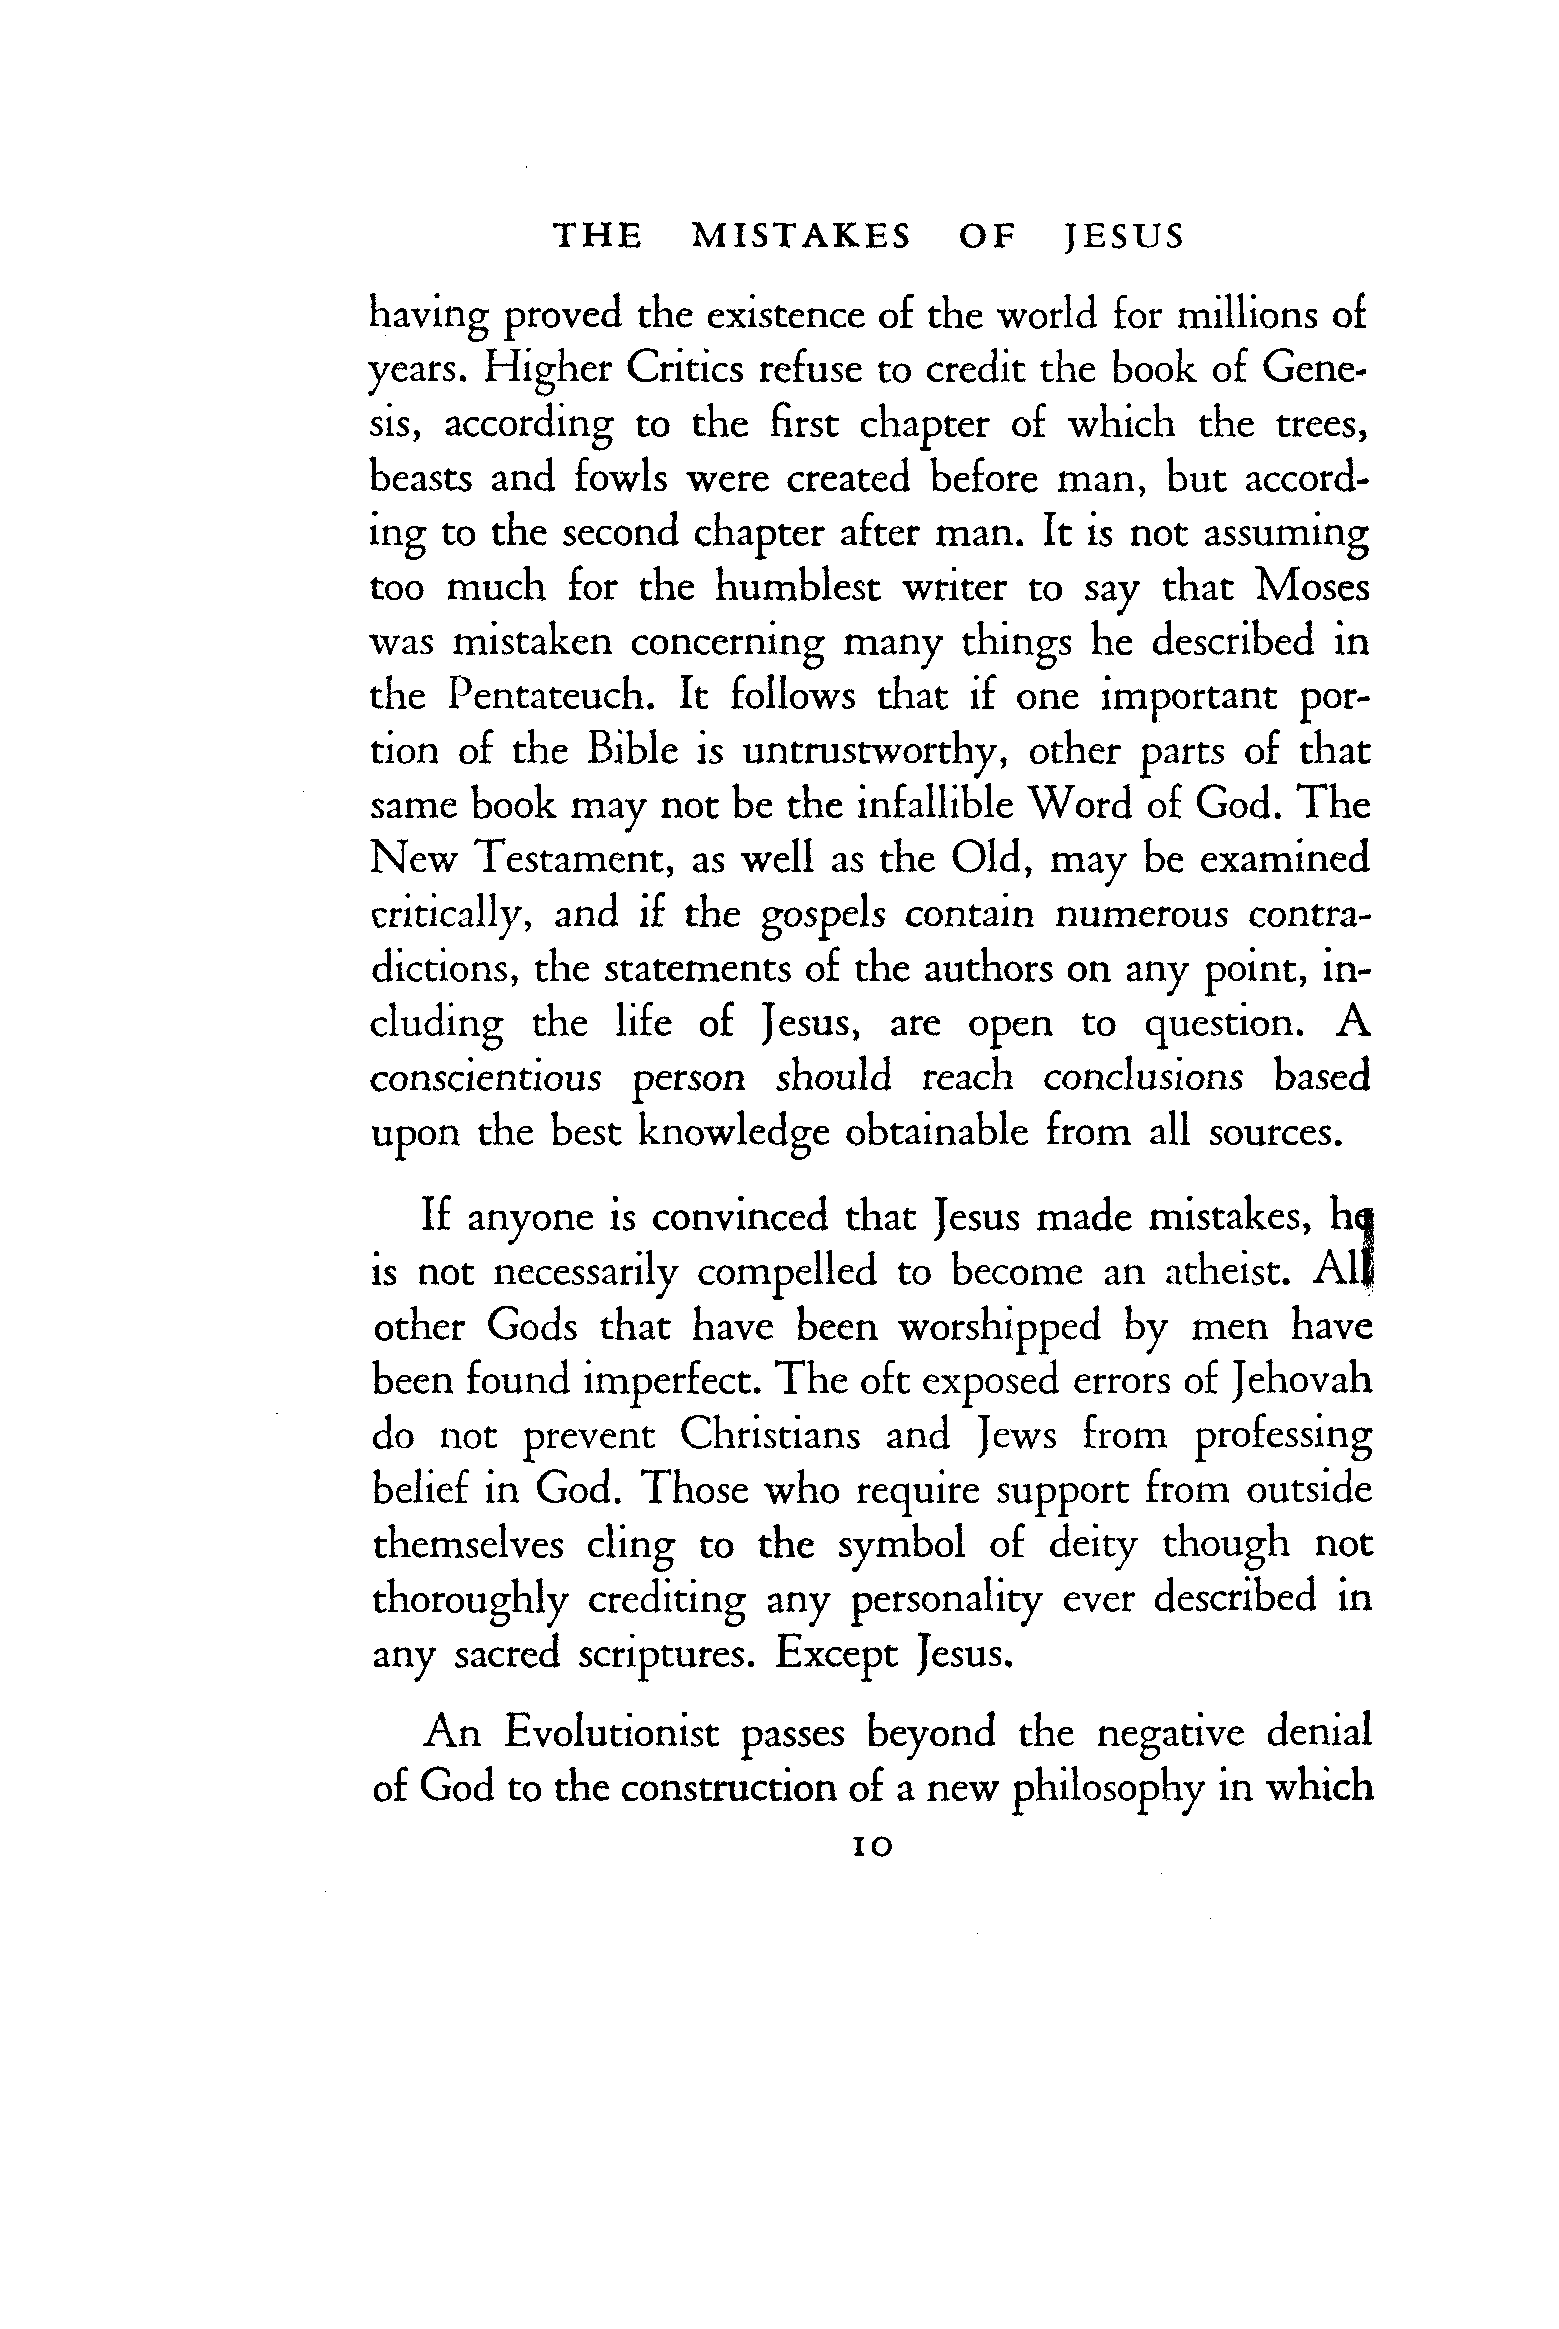 THE MISTAKES OF JESUS
having proved the existence of the world for millions of
years. Higher Critics refuse to credit the book of Gene-
sis, according to the first chapter of which the trees,
beasts and fowls were created before man, but accord-
ing to the second chapter after man. It is not assuming
too much for the humblest writer to say that Moses
was mistaken concerning many things he described in
the Pentateuch. It follows that if one important por-
tion of the Bible is untrustworthy, other parts of that
same book may not be the infallible Word of God. The
New Testament, as well as the Old, may be examined
critically, and if the gospels contain numerous contra-
dictions, the statements of the authors on any point, in-
cluding the life of Jesus, are open to question. A
conscientious person should reach conclusions based
upon the best knowledge obtainable from all sources.
If anyone is convinced that Jesus made mistakes, he
is not necessarily compelled to become an atheist. All
other Gods that have been worshipped by men have
been found imperfect. The oft exposed errors of Jehovah
do not prevent Christians and Jews from professing
belief in God. Those who require support from outside
themselves cling to the symbol of deity though not
thoroughly crediting any personality ever described in
any sacred scriptures. Except Jesus.
An Evolutionist passes beyond the negative denial
of God to the construction of a new philosophy in which
10